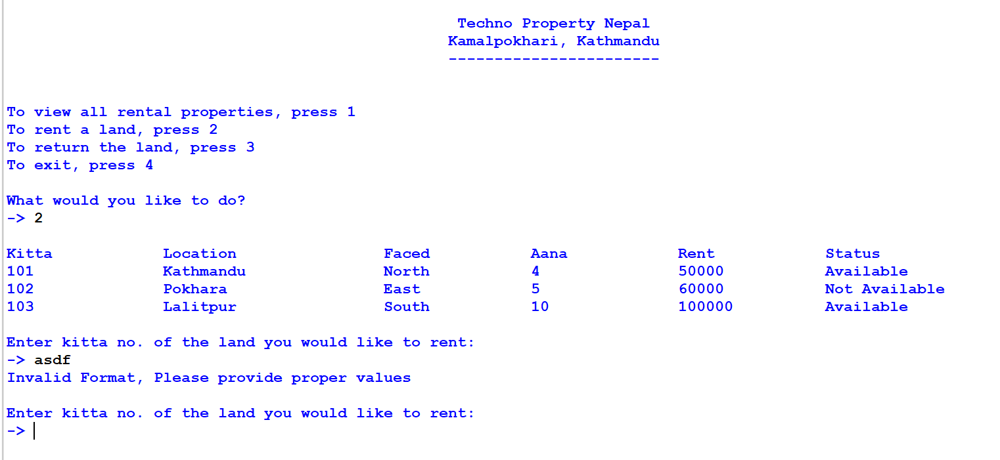 Techno Property Nepal
Kamalpokhari, Kathmandu
-----------------------
To view all rental properties, press 1
To rent a land, press 2
To return the land, press 3
To exit, press 4
What would you like to do?
-> 2
Kitta Location Faced Aana Rent Status
101 Kathmandu North 4 50000 Available
102 Pokhara East 5 60000 Not Available
103 Lalitpur South 10 100000 Available
Enter kitta no. of the land you would like to rent:
-> asdf
Invalid Format, Please provide proper values
Enter kitta no. of the land you would like to rent:
->